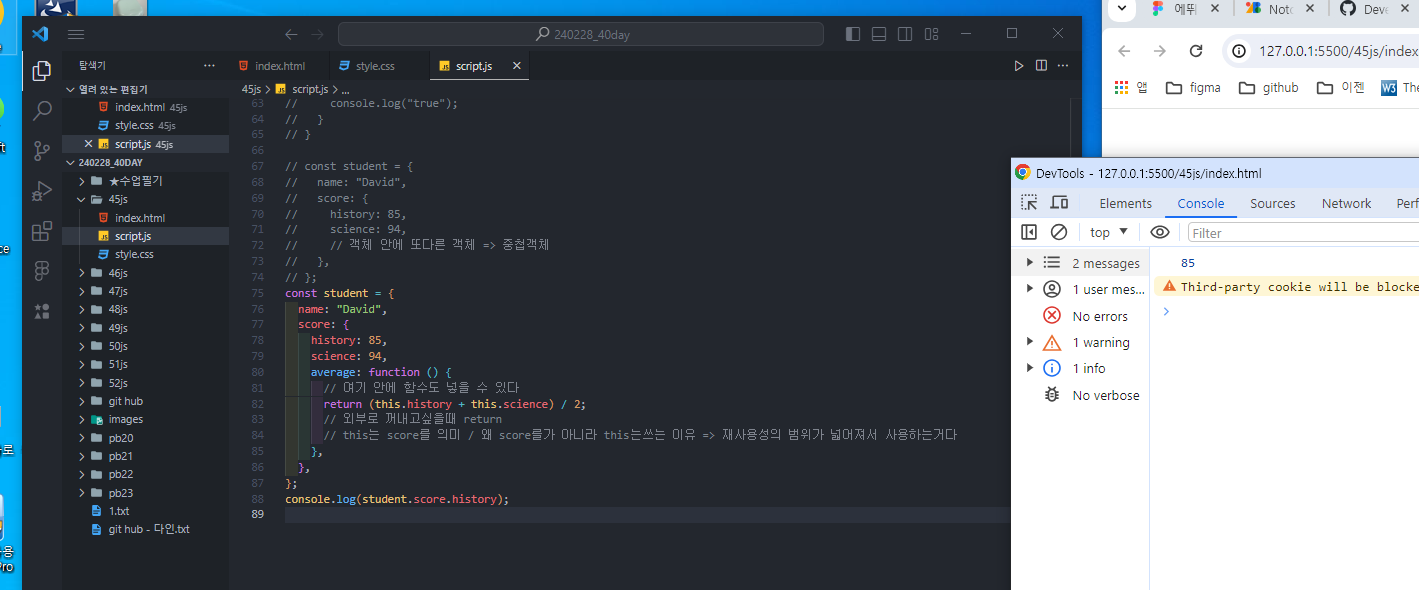 240228_40day
탐색기
index.html
style.css
script.js
열려 있는 편집기
index.html 45js
style.css 45js
script.js 45js
240228_40DAY
★수업필기
45js
index.html
script.js
style.css
46js
47js
48js
49js
50js
51js
52js
git hub
images
pb20
pb21
pb22
pb23
1.txt
git hub - 다인.txt
45js > script.js > ...
63 //     console.log("true");
64 //   }
65 // }
66
67 // const student = {
68 //   name: "David",
69 //   score: {
70 //     history: 85,
71 //     science: 94,
72 //     // 객체 안에 또다른 객체 => 중첩객체
73 //   },
74 // };
75 const student = {
76   name: "David",
77   score: {
78     history: 85,
79     science: 94,
80     average: function () {
81       // 여기 안에 함수도 넣을 수 있다
82       return (this.history + this.science) / 2;
83       // 외부로 꺼내고싶을때 return
84       // this는 score를 의미 / 왜 score를가 아니라 this는쓰는 이유 => 재사용성의 범위가 넓어져서 사용하는거다
85     },
86   },
87 };
88 console.log(student.score.history);
89
에뛰
Not
Deve
127.0.0.1:5500/45js/index
앱
figma
github
이젠
W3
The
DevTools - 127.0.0.1:5500/45js/index.html
Elements
Console
Sources
Network
Perf
top
Filter
2 messages
1 user mes...
No errors
1 warning
1 info
No verbose
85
Third-party cookie will be blocke
ce
로
용
Pro